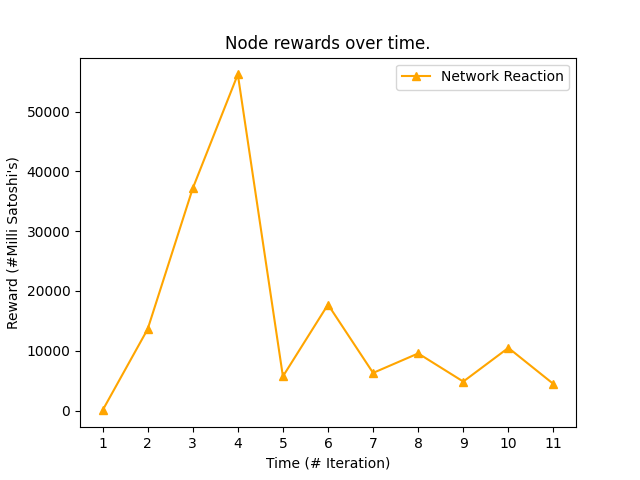 Node rewards over time.
Network Reaction
Reward (#Milli Satoshi's)
50000
40000
30000
20000
10000
0
1 2 3 4 5 6 7 8 9 10 11
Time (# Iteration)